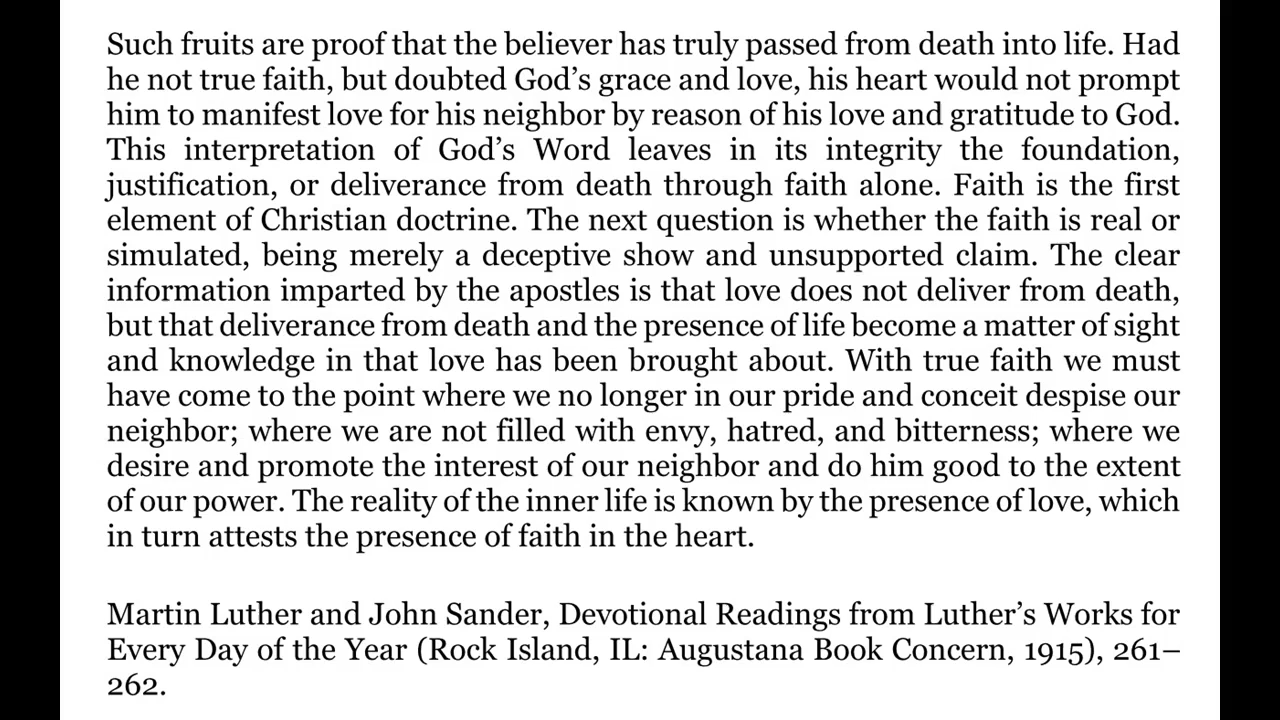 Such fruits are proof that the believer has truly passed from death into life. Had
he not true faith, but doubted God’s grace and love, his heart would not prompt
him to manifest love for his neighbor by reason of his love and gratitude to God.
This interpretation of God’s Word leaves in its integrity the foundation,
justification, or deliverance from death through faith alone. Faith is the first
element of Christian doctrine. The next question is whether the faith is real or
simulated, being merely a deceptive show and unsupported claim. The clear
information imparted by the apostles is that love does not deliver from death,
but that deliverance from death and the presence of life become a matter of sight
and knowledge in that love has been brought about. With true faith we must
have come to the point where we no longer in our pride and conceit despise our
neighbor; where we are not filled with envy, hatred, and bitterness; where we
desire and promote the interest of our neighbor and do him good to the extent
of our power. The reality of the inner life is known by the presence of love, which
in turn attests the presence of faith in the heart.
Martin Luther and John Sander, Devotional Readings from Luther’s Works for
Every Day of the Year (Rock Island, IL: Augustana Book Concern, 1915), 261–
262.